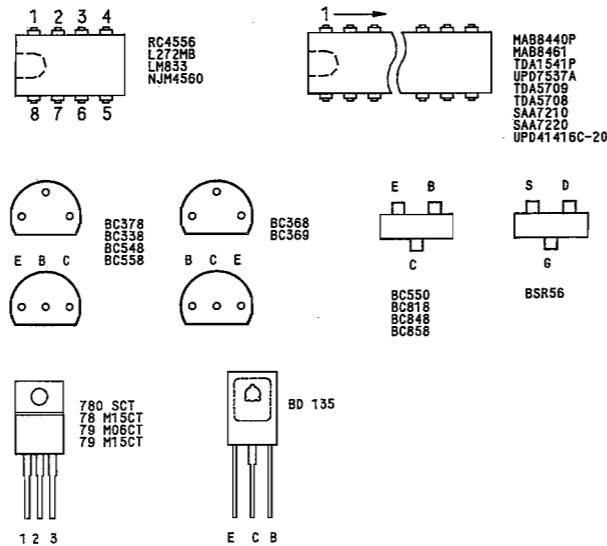 1 2 3 4
RC4556
L272MB
LM833
NJM4560
8 7 6 5
1
MAB8440P
MAB8461
TDA1541P
UPD7537A
TDA5709
TDA5708
SAA7210
SAA7220
UPD41416C-20
BC378
BC338
BC548
BC558
E B C
BC368
BC369
B C E
E B
C
BC550
BC818
BC848
BC858
S D
G
BSR56
780 SCT
78 M15CT
79 M06CT
79 M15CT
1 2 3
BD 135
E C B